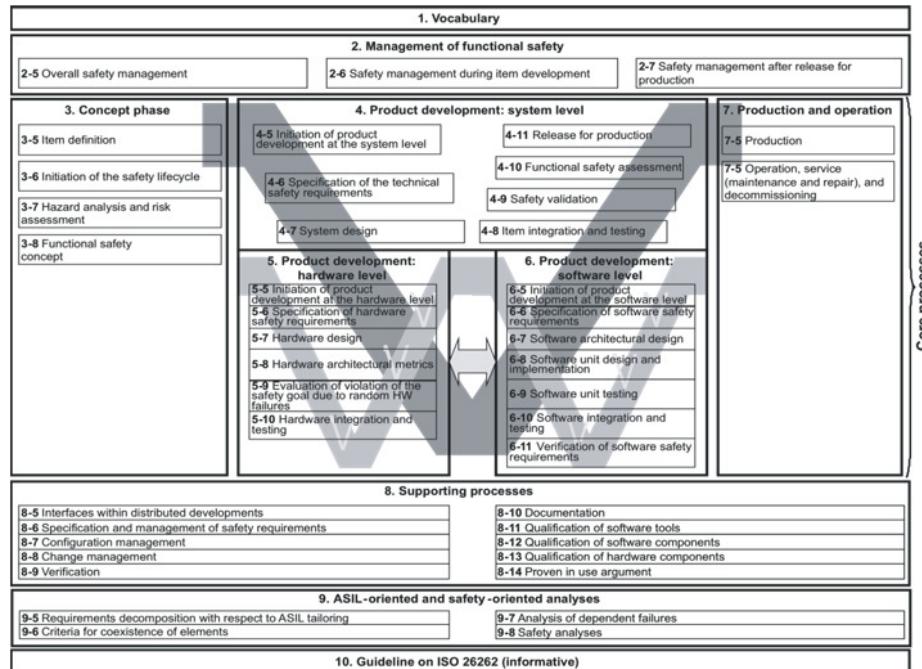 1. Vocabulary
2. Management of functional safety
2-5 Overall safety management
2-6 Safety management during item development
2-7 Safety management after release for
production
3. Concept phase
3-5 Item definition
3-6 Initiation of the safety lifecycle
3-7 Hazard analysis and risk
assessment
3-8 Functional safety
concept
4. Product development: system level
4-5 Initiation of product
development at the system level
4-6 Specification of the technical
safety requirements
4-7 System design
4-11 Release for production
4-10 Functional safety assessment
4-9 Safety validation
4-8 Item integration and testing
7. Production and operation
7-5 Production
7-5 Operation, service
(maintenance and repair), and
decommissioning
5. Product development:
hardware level
5-5 Initiation of product
development at the hardware level
5-6 Specification of hardware
safety requirements
5-7 Hardware design
5-8 Hardware architectural metrics
5-9 Evaluation of violation of the
safety goal due to random HW
failures
5-10 Hardware integration and
testing
6. Product development:
software level
6-5 Initiation of product
development at the software level
6-6 Specification of software safety
requirements
6-7 Software architectural design
6-8 Software unit design and
implementation
6-9 Software unit testing
6-10 Software integration and
testing
6-11 Verification of software safety
requirements
Core processes
8. Supporting processes
8-5 Interfaces within distributed developments
8-6 Specification and management of safety requirements
8-7 Configuration management
8-8 Change management
8-9 Verification
8-10 Documentation
8-11 Qualification of software tools
8-12 Qualification of software components
8-13 Qualification of hardware components
8-14 Proven in use argument
9. ASIL-oriented and safety-oriented analyses
9-5 Requirements decomposition with respect to ASIL tailoring
9-6 Criteria for coexistence of elements
9-7 Analysis of dependent failures
9-8 Safety analyses
10. Guideline on ISO 26262 (informative)